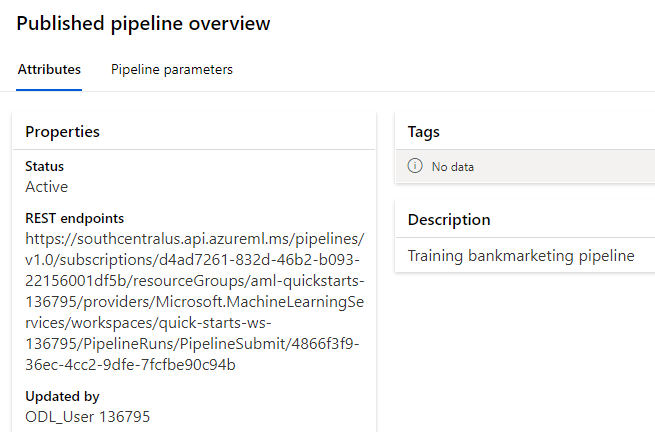 Published pipeline overview
Attributes
Pipeline parameters
Properties
Status
Active
REST endpoints
https://southcentralus.api.azureml.ms/pipelines/
v1.0/subscriptions/d4ad7261-832d-46b2-b093-
22156001df5b/resourceGroups/aml-quickstarts-
136795/providers/Microsoft.MachineLearningSe
rvices/workspaces/quick-starts-ws-
136795/PipelineRuns/PipelineSubmit/4866f3f9-
36ec-4cc2-9dfe-7fcfbe90c94b
Updated by
ODL_User 136795
Tags
No data
Description
Training bankmarketing pipeline